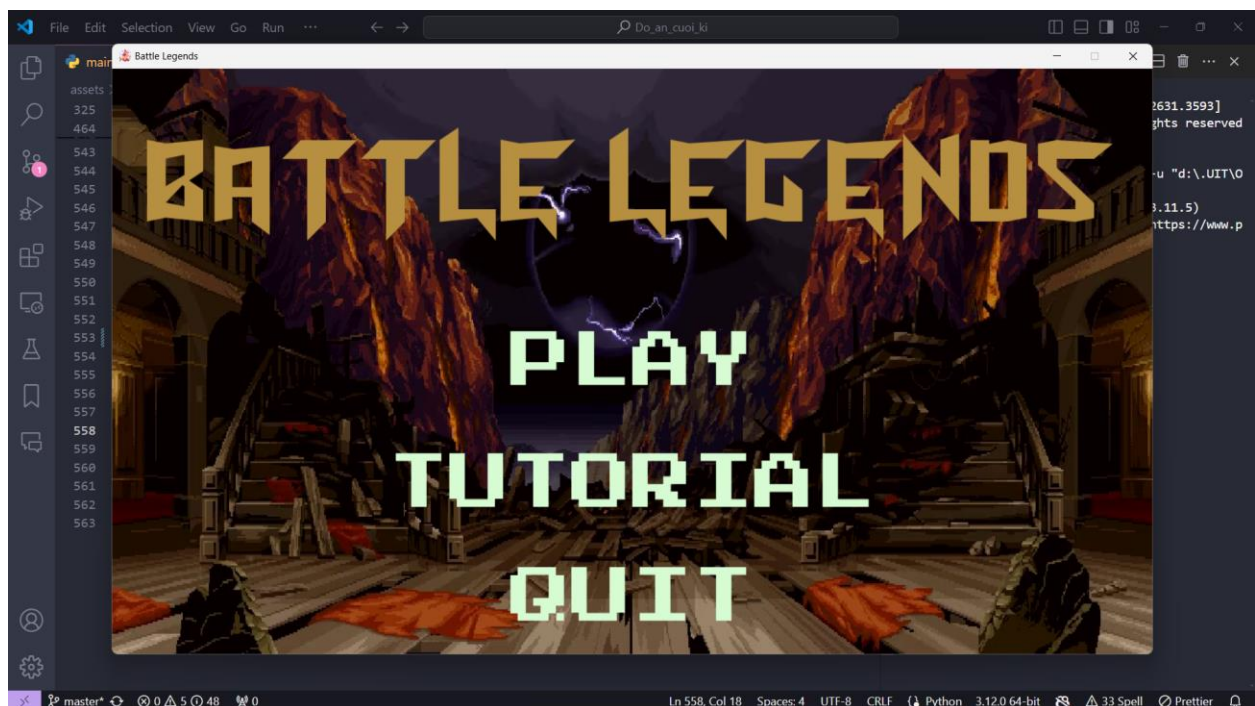 File Edit Selection View Go Run ··· ← → Do_an_cuoi_ki
main
Battle Legends
assets
325
464
543
544
545
546
547
548
549
550
551
552
553
554
555
556
557
558
559
560
561
562
563
1
2631.3593]
ghts reserved
-u "d:\.UIT\O
3.11.5)
https://www.p
BATTLE LEGENDS
PLAY
TUTORIAL
QUIT
master* 0 5 48 0 Ln 558, Col 18 Spaces: 4 UTF-8 CRLF Python 3.12.0 64-bit 33 Spell Prettier